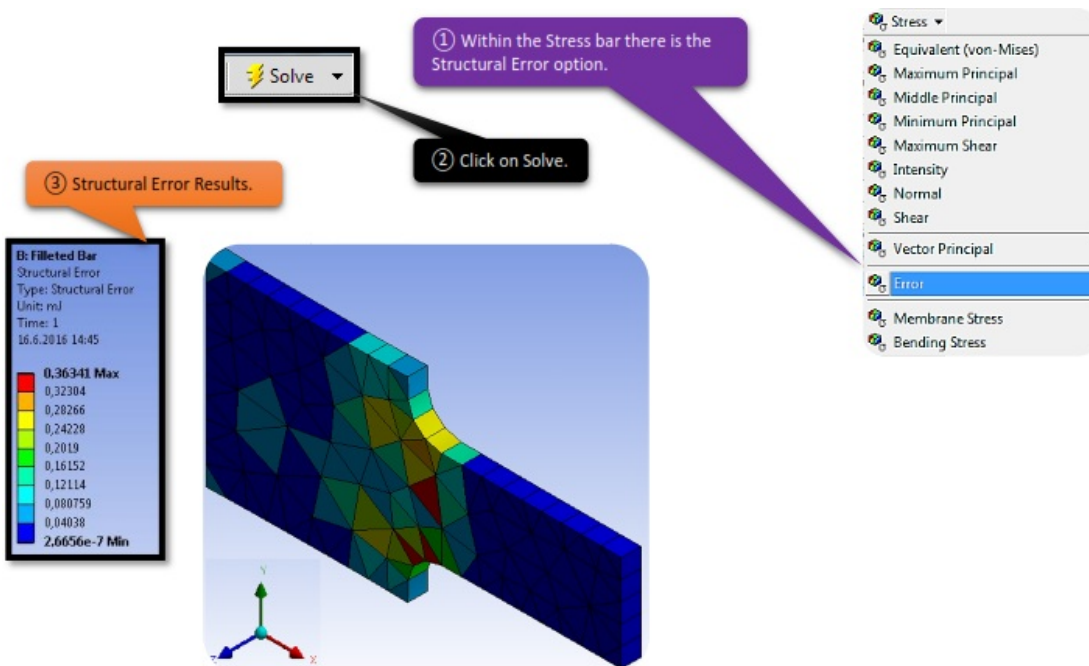 ① Within the Stress bar there is the
Structural Error option.
Solve
② Click on Solve.
③ Structural Error Results.
B: Filleted Bar
Structural Error
Type: Structural Error
Unit: mJ
Time: 1
16.6.2016 14:45
0,36341 Max
0,32304
0,28266
0,24228
0,2019
0,16152
0,12114
0,080759
0,04038
2,6656e-7 Min
Y
Z
X
Stress
Equivalent (von-Mises)
Maximum Principal
Middle Principal
Minimum Principal
Maximum Shear
Intensity
Normal
Shear
Vector Principal
Error
Membrane Stress
Bending Stress